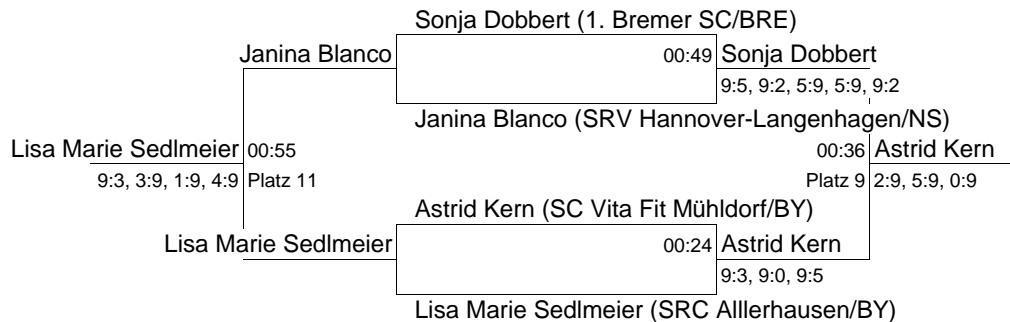 Sonja Dobbert (1. Bremer SC/BRE)
Janina Blanco 00:49 Sonja Dobbert
9:5, 9:2, 5:9, 5:9, 9:2
Janina Blanco (SRV Hannover-Langenhagen/NS)
Lisa Marie Sedlmeier 00:55 00:36 Astrid Kern
9:3, 3:9, 1:9, 4:9 Platz 11 Platz 9 2:9, 5:9, 0:9
Astrid Kern (SC Vita Fit Mühldorf/BY)
Lisa Marie Sedlmeier 00:24 Astrid Kern
9:3, 9:0, 9:5
Lisa Marie Sedlmeier (SRC Alllerhausen/BY)